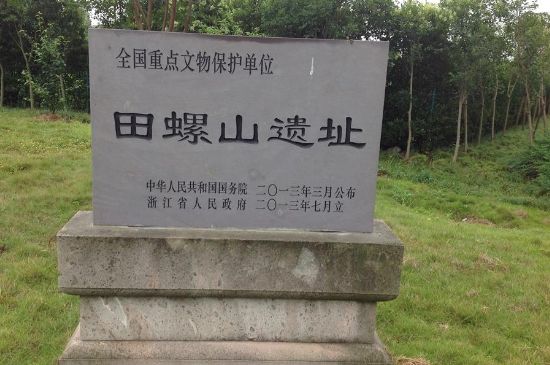 全国重点文物保护单位
田螺山遗址
中华人民共和国国务院 二〇一三年三月公布
浙江省人民政府 二〇一三年七月立